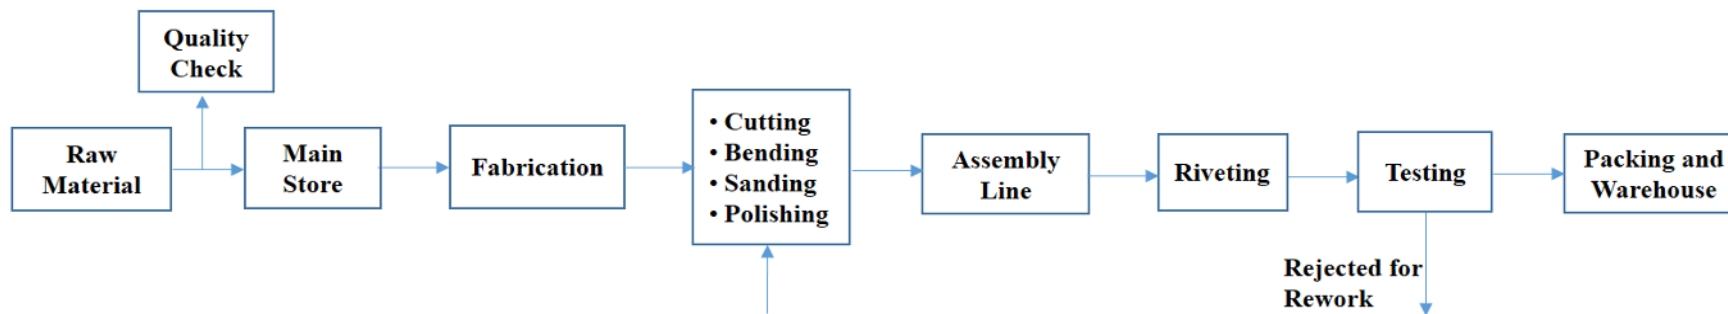 Quality
Check
Raw
Material
Main
Store
Fabrication
• Cutting
• Bending
• Sanding
• Polishing
Assembly
Line
Riveting
Testing
Packing and
Warehouse
Rejected for
Rework